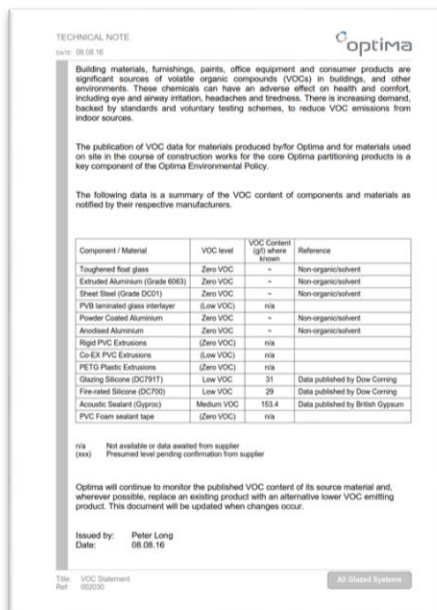 TECHNICAL NOTE
optima
DATE 08.08.16
Building materials, furnishings, paints, office equipment and consumer products are
significant sources of volatile organic compounds (VOCs) in buildings, and other
environments. These chemicals can have an adverse effect on health and comfort,
including eye and airway irritation, headaches and tiredness. There is increasing demand,
backed by standards and voluntary testing schemes, to reduce VOC emissions from
indoor sources.
The publication of VOC data for materials produced by/for Optima and for materials used
on site in the course of construction works for the core Optima partitioning products is a
key component of the Optima Environmental Policy.
The following data is a summary of the VOC content of components and materials as
notified by their respective manufacturers.
Component / Material VOC level VOC Content (g/l) where known Reference
Toughened float glass Zero VOC - Non-organic/solvent
Extruded Aluminium (Grade 6063) Zero VOC - Non-organic/solvent
Sheet Steel (Grade DC01) Zero VOC - Non-organic/solvent
PVB laminated glass interlayer (Low VOC) n/a
Powder Coated Aluminium Zero VOC - Non-organic/solvent
Anodised Aluminium Zero VOC - Non-organic/solvent
Rigid PVC Extrusions (Zero VOC) n/a
Co-EX PVC Extrusions (Low VOC) n/a
PETG Plastic Extrusions (Zero VOC) n/a
Glazing Silicone (DC791T) Low VOC 31 Data published by Dow Corning
Fire-rated Silicone (DC700) Low VOC 29 Data published by Dow Corning
Acoustic Sealant (Gyproc) Medium VOC 153.4 Data published by British Gypsum
PVC Foam sealant tape (Zero VOC) n/a
n/a Not available or data awaited from supplier
(xxx) Presumed level pending confirmation from supplier
Optima will continue to monitor the published VOC content of its source material and,
wherever possible, replace an existing product with an alternative lower VOC emitting
product. This document will be updated when changes occur.
Issued by: Peter Long
Date: 08.08.16
Title: VOC Statement
Ref: 002030
All Glazed Systems